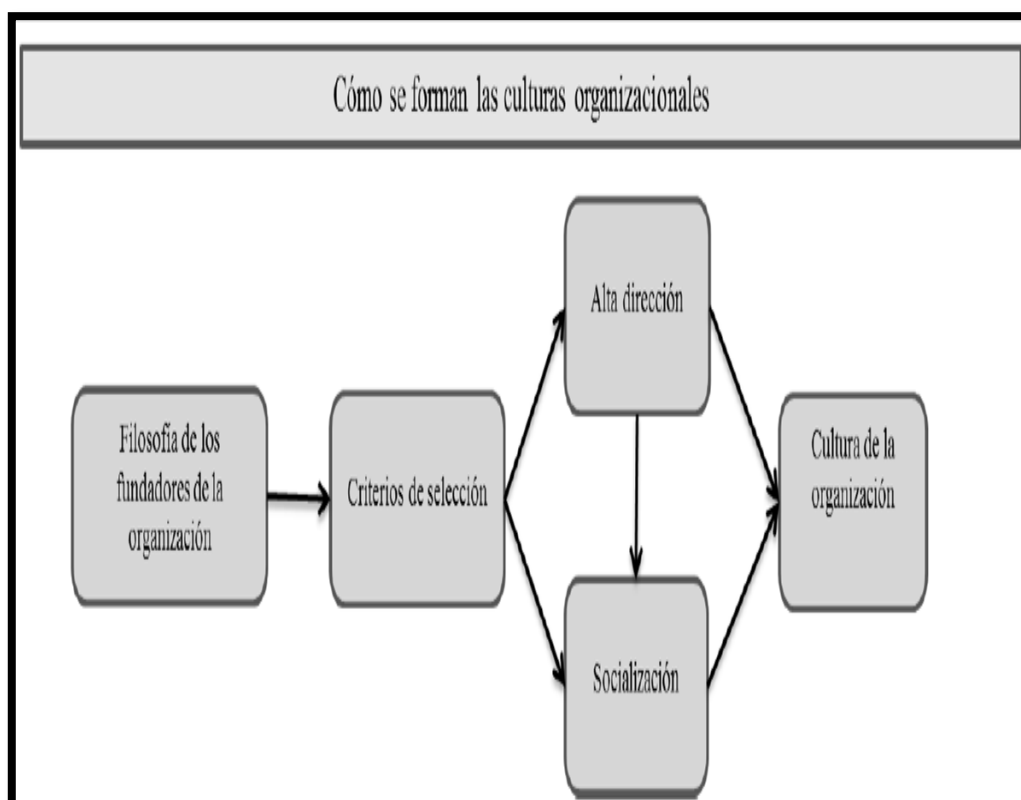 Cómo se forman las culturas organizacionales
Filosofía de los
fundadores de la
organización
Criterios de selección
Alta dirección
Socialización
Cultura de la
organización